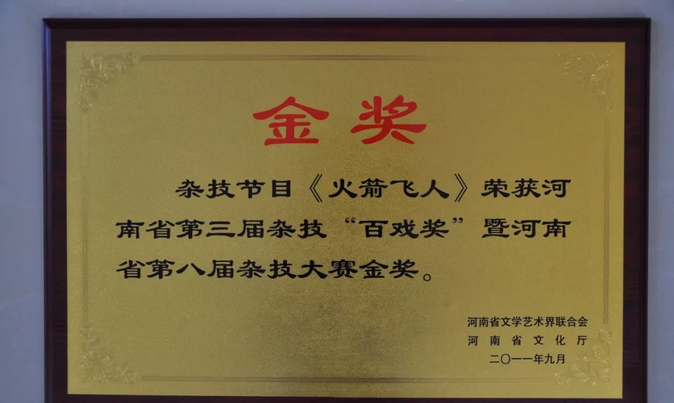 金奖
杂技节目《火箭飞人》荣获河
南省第三届杂技“百戏奖”暨河南
省第八届杂技大赛金奖。
河南省文学艺术界联合会
河南省文化厅
二〇一一年九月